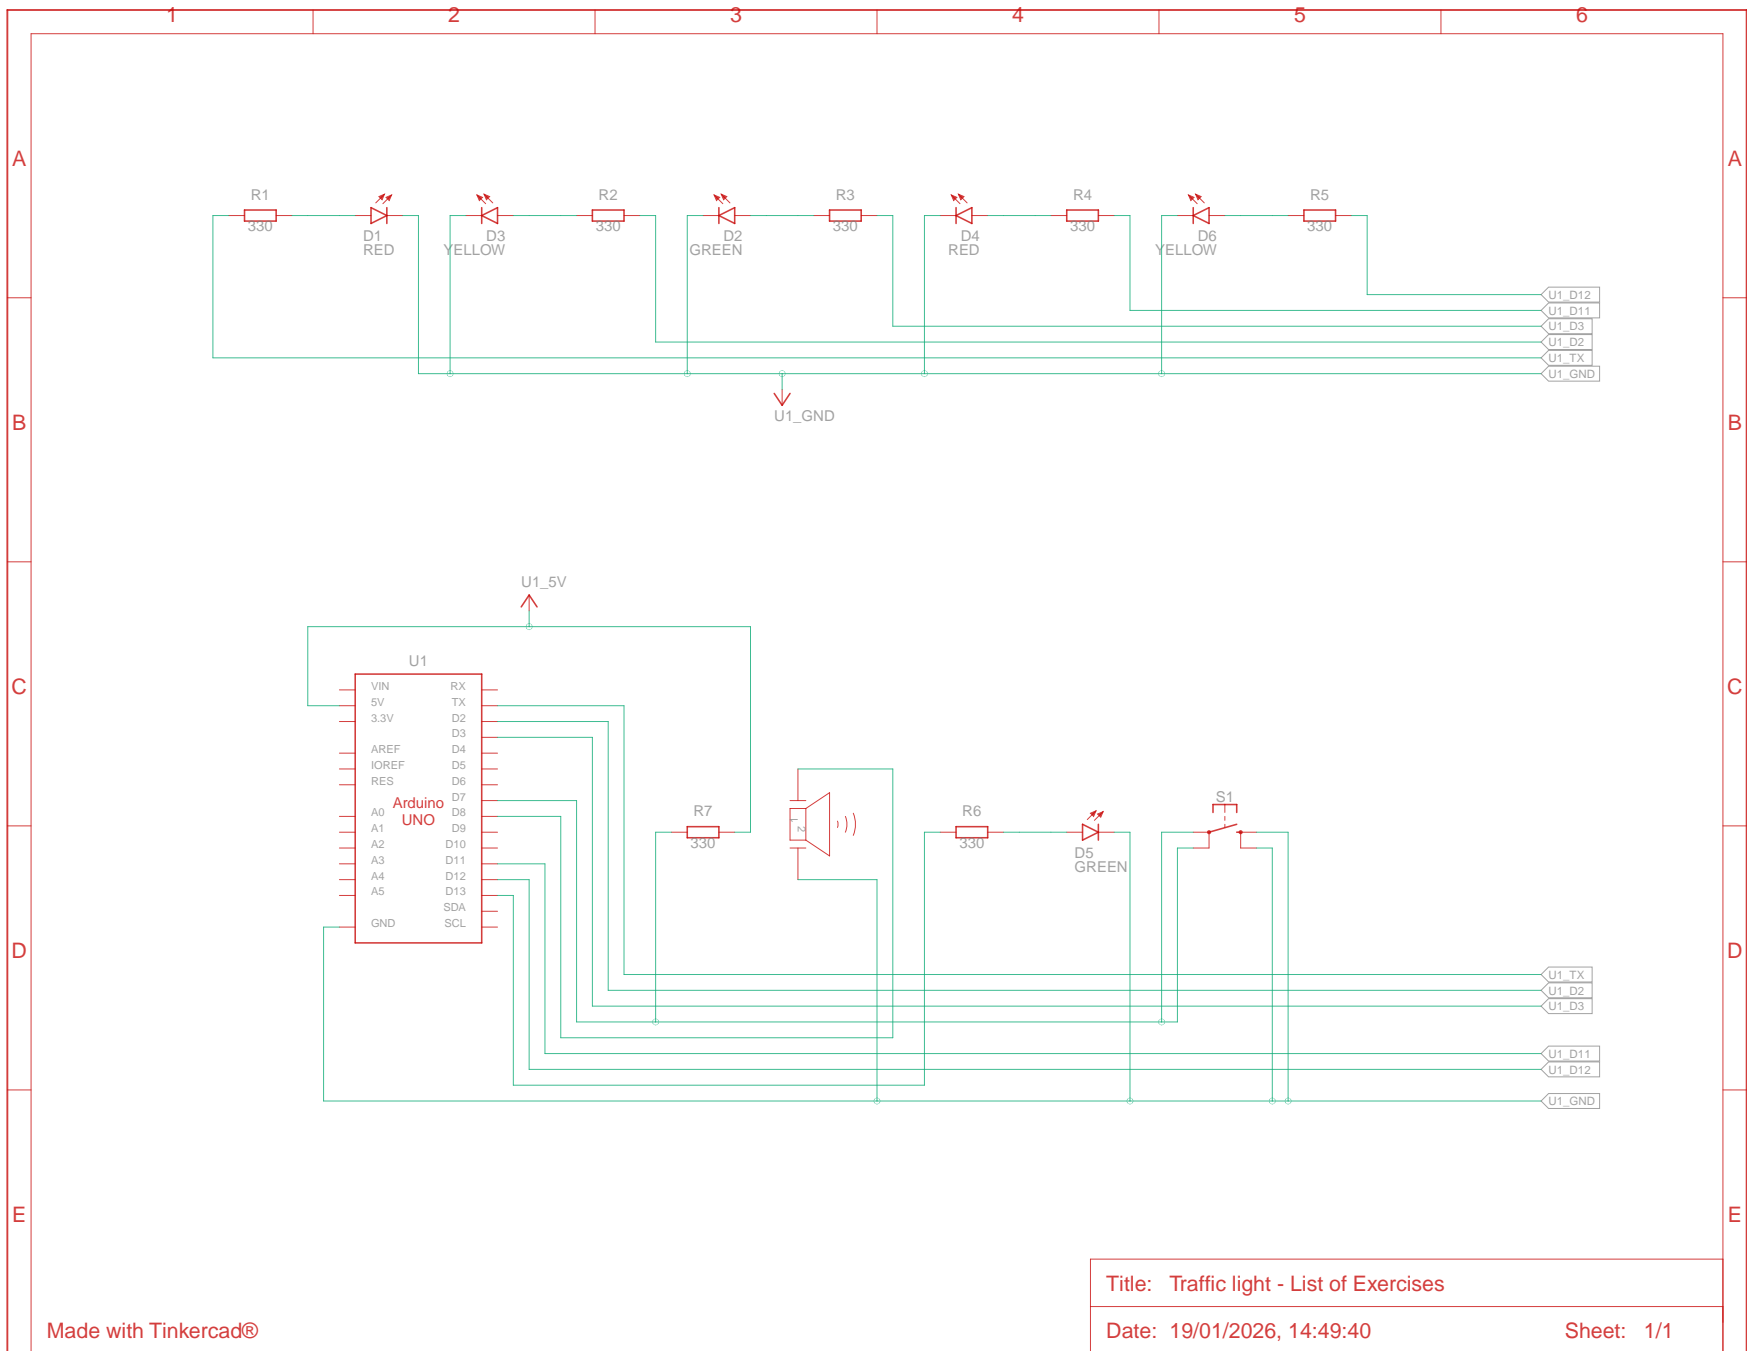 1 2 3 4 5 6
A A
R1 R2 R3 R4 R5
330 330 330 330 330
D1 D3 D2 D4 D6
RED YELLOW GREEN RED YELLOW
U1_D12
U1_D11
U1_D3
U1_D2
U1_TX
U1_GND
U1_GND
B B
U1_5V
U1
C C
VIN RX
5V TX
3.3V D2
D3
AREF D4
IOREF D5
RES D6
D7
Arduino
UNO
A0 D8
A1 D9
A2 D10
A3 D11
A4 D12
A5 D13
SDA
GND SCL
R7
330
1 2
R6
330
D5
GREEN
S1
D D
U1_TX
U1_D2
U1_D3
U1_D11
U1_D12
U1_GND
E E
Title: Traffic light - List of Exercises
Made with Tinkercad®
Date: 19/01/2026, 14:49:40 Sheet: 1/1